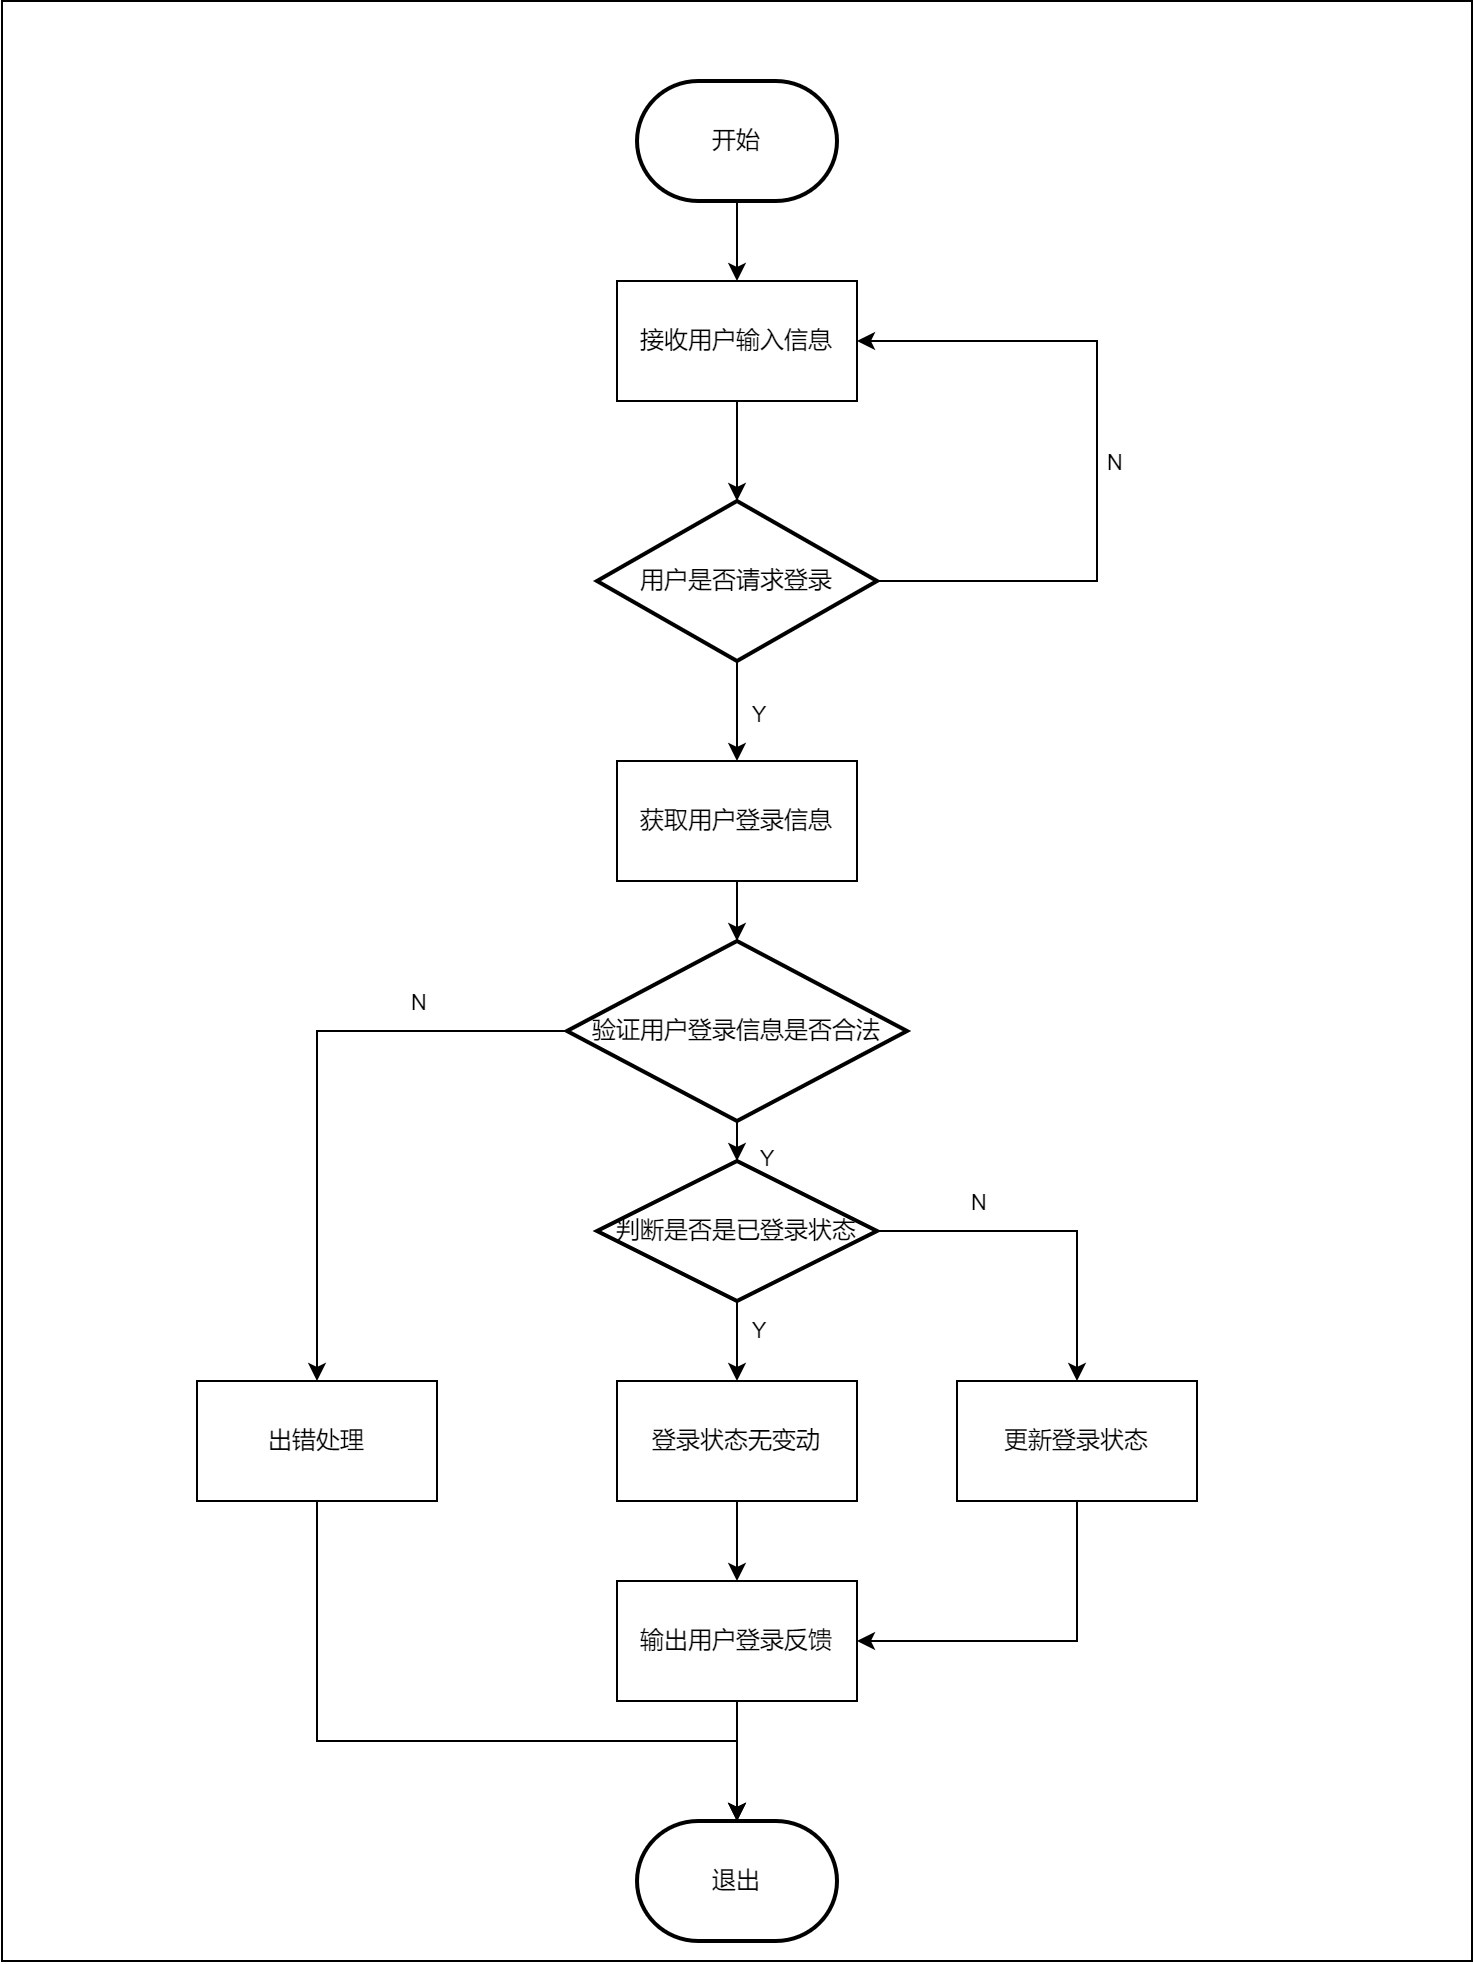 开始
接收用户输入信息
N
用户是否请求登录
Y
获取用户登录信息
N
验证用户登录信息是否合法
Y
N
判断是否是已登录状态
Y
出错处理
登录状态无变动
更新登录状态
输出用户登录反馈
退出